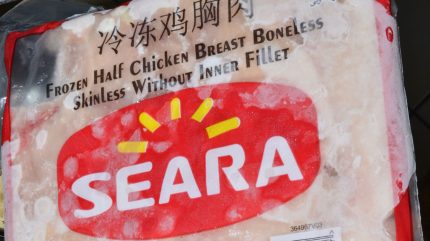 冷冻鸡胸肉
Frozen Half Chicken Breast Boneless
Skinless Without Inner Fillet
SEARA